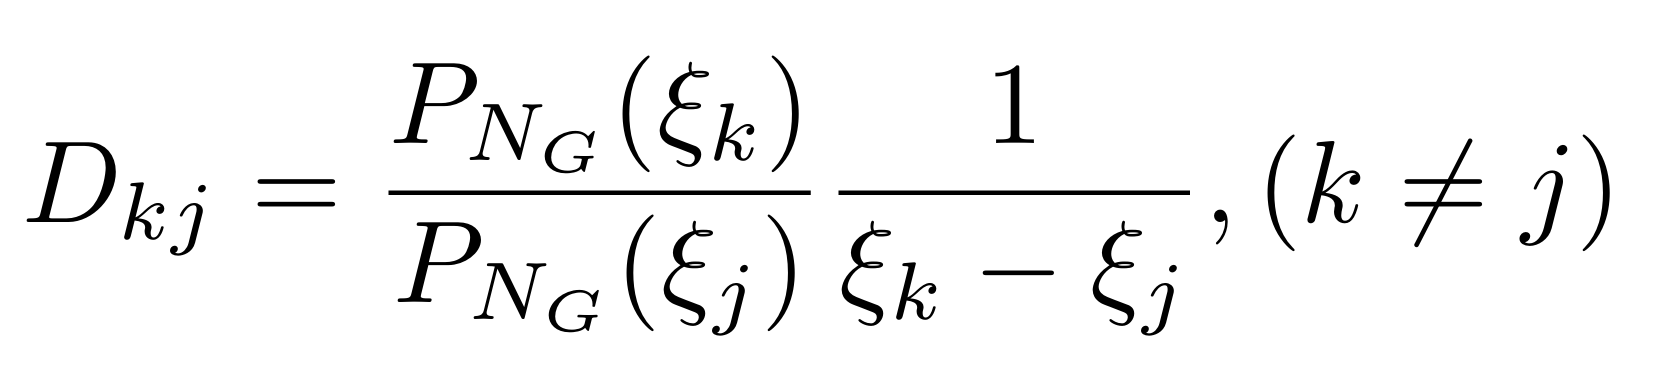 $D_{kj} = \frac{P_{N_G}(\xi_k)}{P_{N_G}(\xi_j)} \frac{1}{\xi_k - \xi_j}, (k \neq j)$